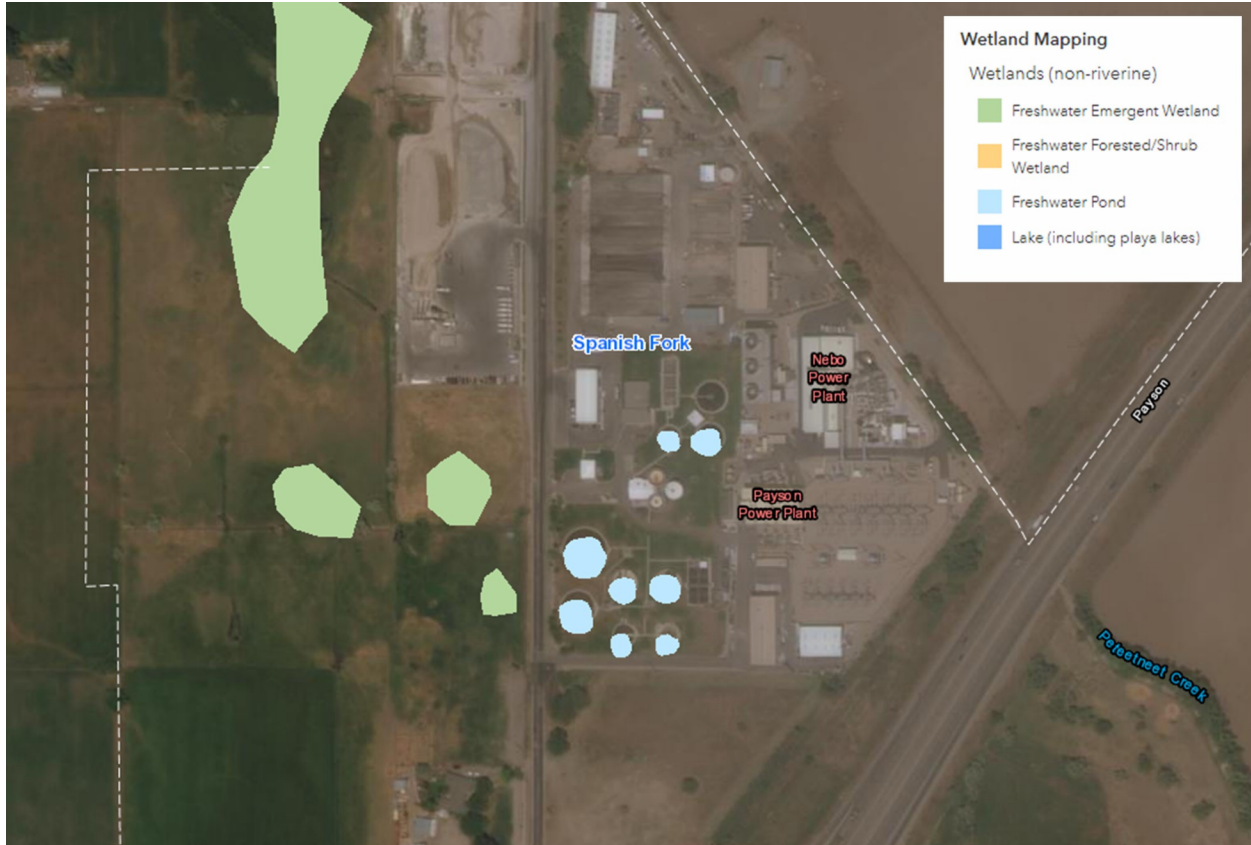 Wetland Mapping
Wetlands (non-riverine)
Freshwater Emergent Wetland
Freshwater Forested/Shrub
Wetland
Freshwater Pond
Lake (including playa lakes)
Spanish Fork
Nebo
Power
Plant
Payson
Payson
Power Plant
Peteetneet Creek